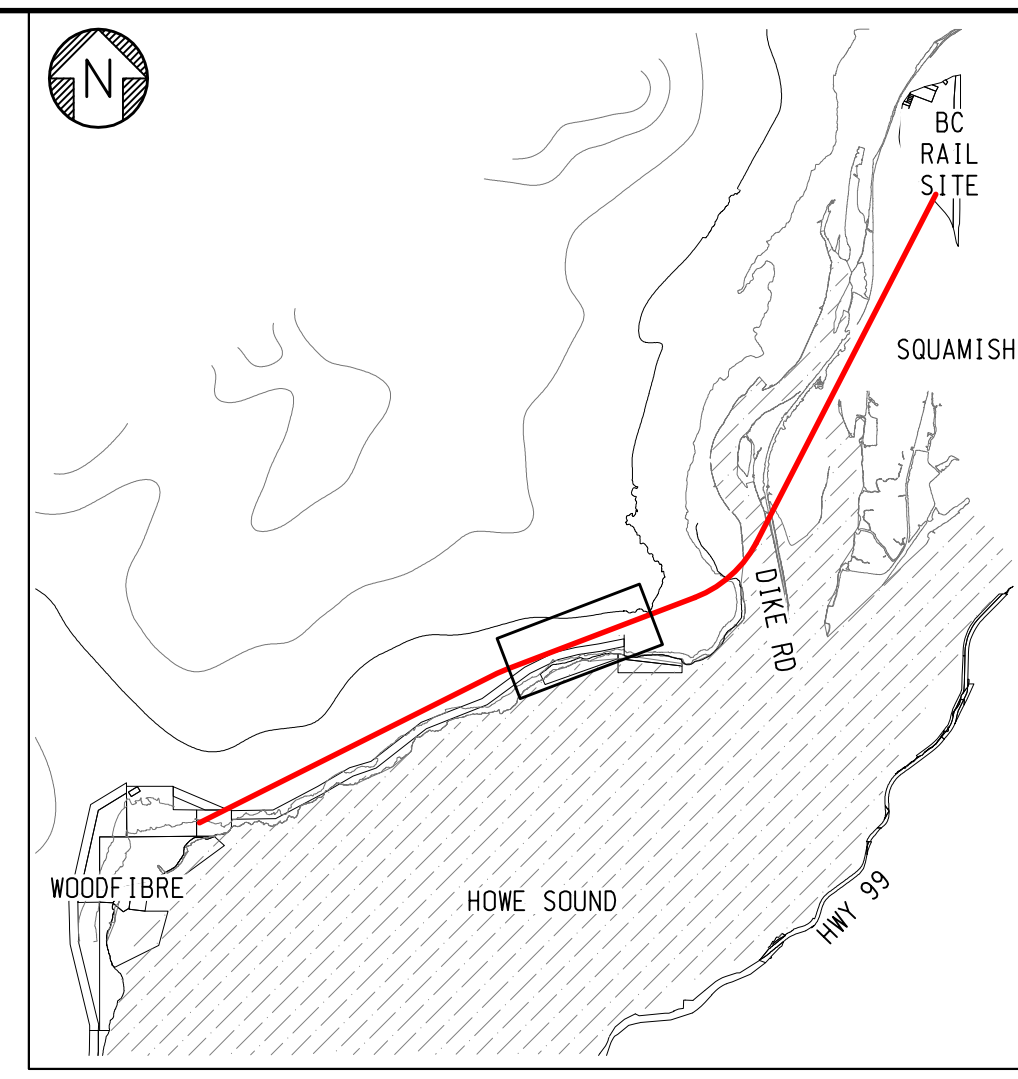 N
BC
RAIL
SITE
SQUAMISH
DIKE RD
WOODFIBRE
HOWE SOUND
HWY 99